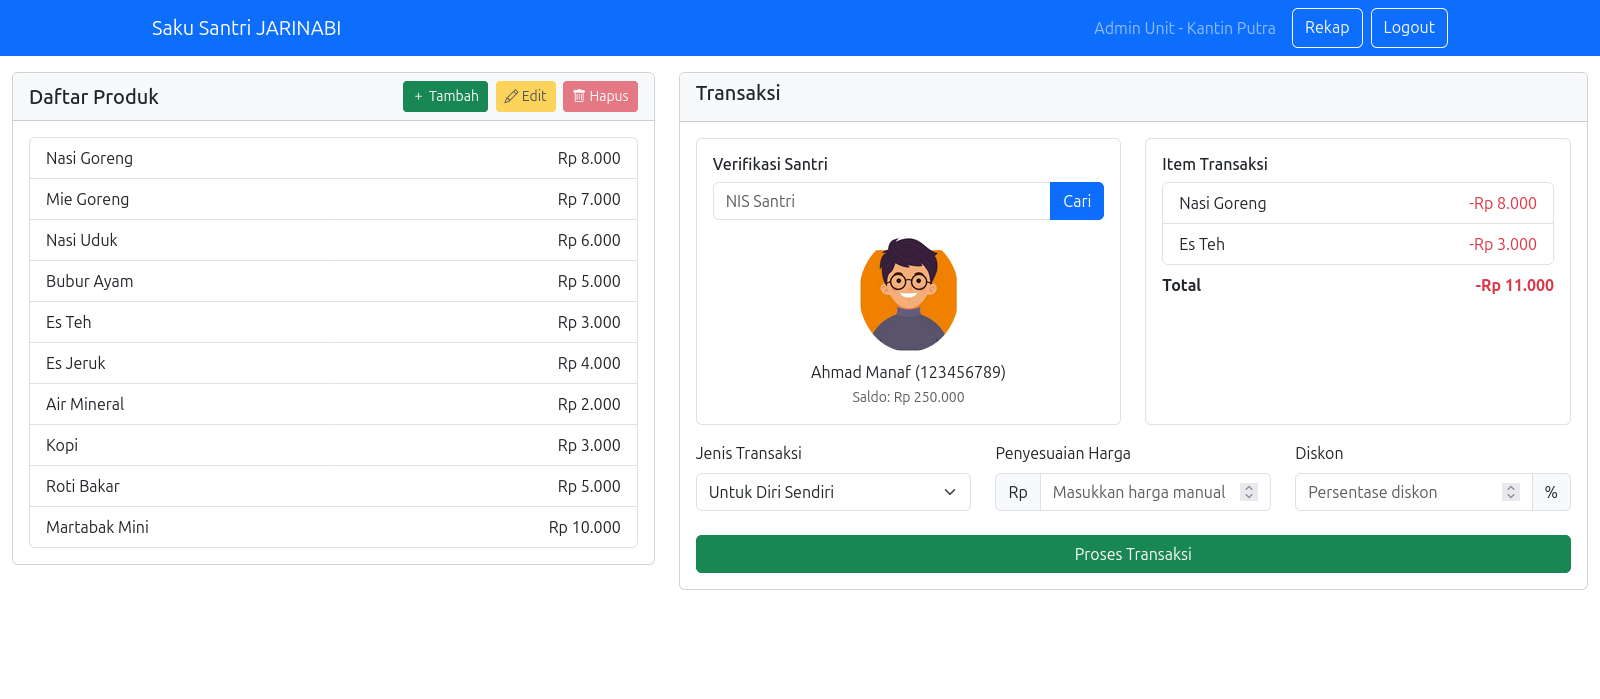 Saku Santri JARINABI
Admin Unit - Kantin Putra
Rekap
Logout
Daftar Produk
+ Tambah
Edit
Hapus
Nasi Goreng Rp 8.000
Mie Goreng Rp 7.000
Nasi Uduk Rp 6.000
Bubur Ayam Rp 5.000
Es Teh Rp 3.000
Es Jeruk Rp 4.000
Air Mineral Rp 2.000
Kopi Rp 3.000
Roti Bakar Rp 5.000
Martabak Mini Rp 10.000
Transaksi
Verifikasi Santri
NIS Santri
Cari
Ahmad Manaf (123456789)
Saldo: Rp 250.000
Item Transaksi
Nasi Goreng -Rp 8.000
Es Teh -Rp 3.000
Total -Rp 11.000
Jenis Transaksi
Untuk Diri Sendiri
Penyesuaian Harga
Rp Masukkan harga manual
Diskon
Persentase diskon %
Proses Transaksi